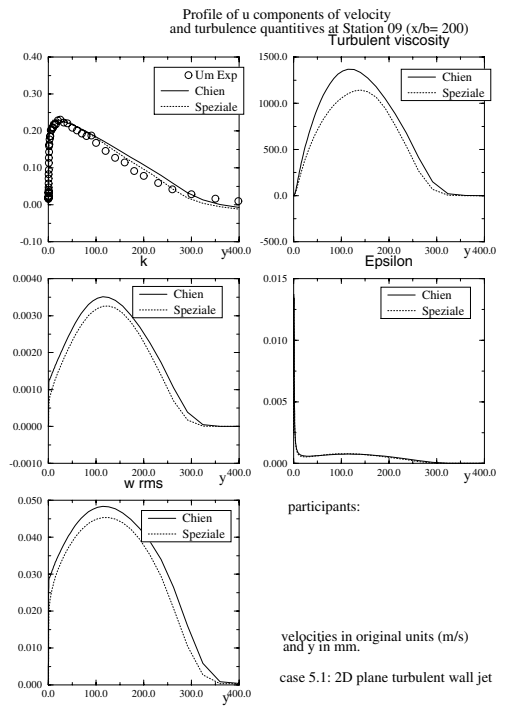 Profile of u components of velocity
and turbulence quantitives at Station 09 (x/b= 200)
Turbulent viscosity
0.40
0.30
0.20
0.10
0.00
-0.10
0.0
100.0
200.0
300.0
400.0
y
Um Exp
Chien
Speziale
1500.0
1000.0
500.0
0.0
-500.0
0.0
100.0
200.0
300.0
400.0
y
Chien
Speziale
k
Epsilon
0.0040
0.0030
0.0020
0.0010
0.0000
-0.0010
0.0
100.0
200.0
300.0
400.0
y
Chien
Speziale
0.015
0.010
0.005
0.000
0.0
100.0
200.0
300.0
400.0
y
Chien
Speziale
w rms
0.050
0.040
0.030
0.020
0.010
0.000
0.0
100.0
200.0
300.0
400.0
y
Chien
Speziale
participants:
velocities in original units (m/s)
and y in mm.
case 5.1: 2D plane turbulent wall jet